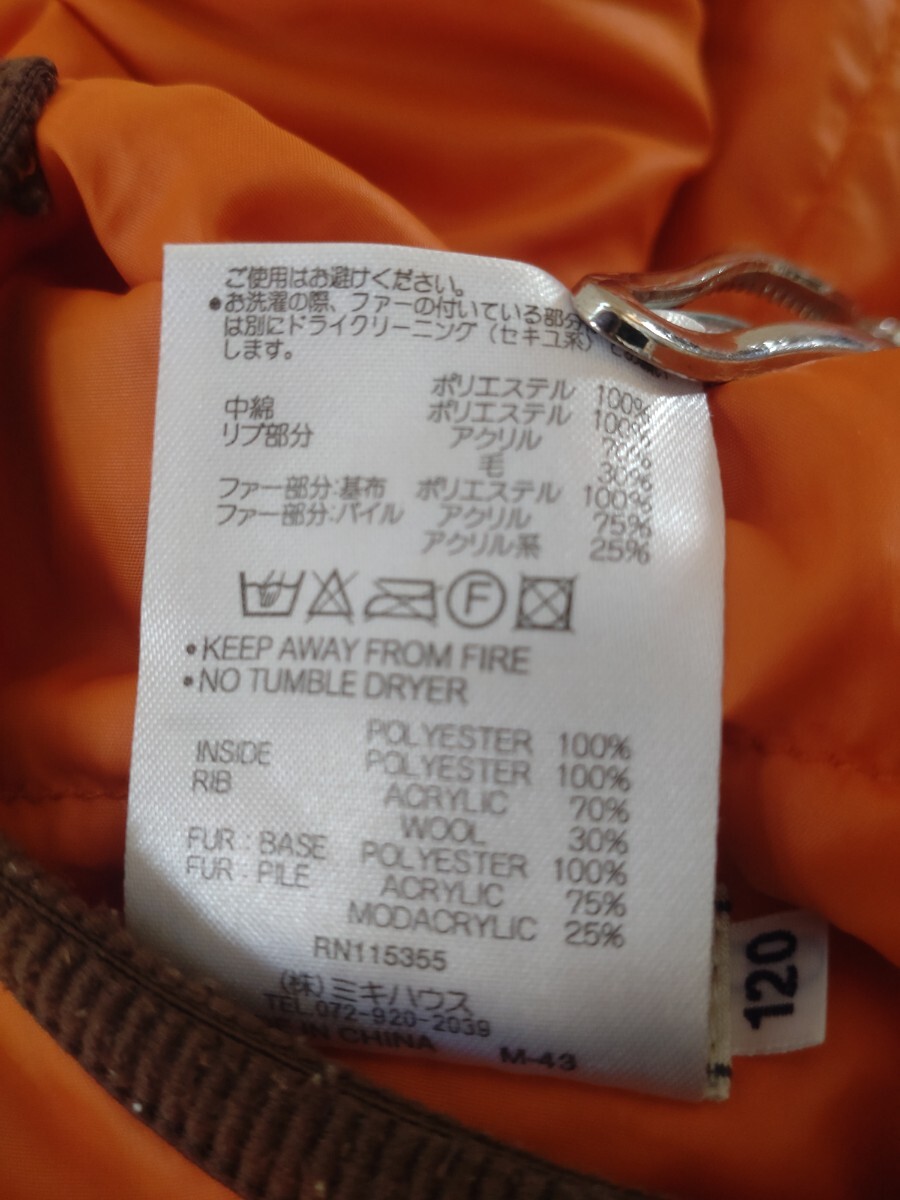 ご使用はお避けください。
•お洗濯の際、ファーの付いている部分
は別にドライクリーニング(セキユ系)
します。
ポリエステル 100%
中綿 ポリエステル 100%
リブ部分 アクリル 70%
毛 30%
ファー部分:基布 ポリエステル 100%
ファー部分:パイル アクリル 75%
アクリル系 25%
F
•KEEP AWAY FROM FIRE
•NO TUMBLE DRYER
POLYESTER 100%
INSIDE POLYESTER 100%
RIB ACRYLIC 70%
WOOL 30%
FUR : BASE POLYESTER 100%
FUR : PILE ACRYLIC 75%
MODACRYLIC 25%
RN115355
(株)ミキハウス
TEL.072-920-2039
IN CHINA M-43
120